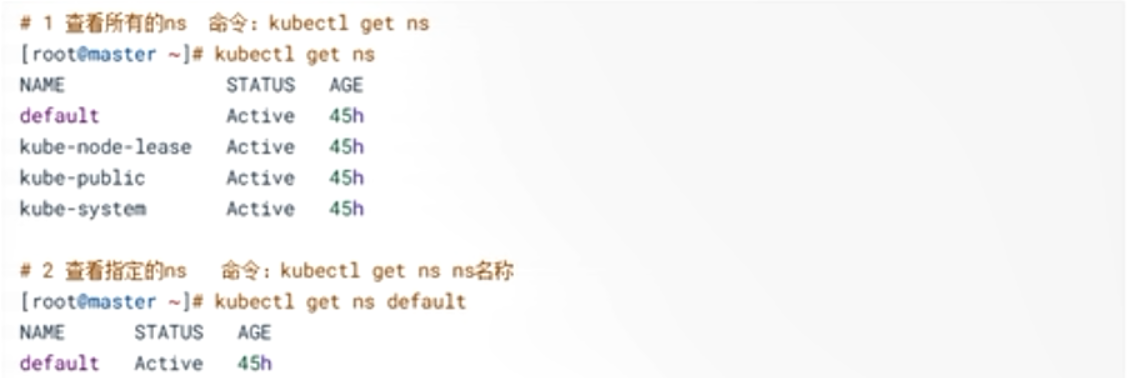 # 1 查看所有的ns  命令：kubectl get ns
[root@master ~]# kubectl get ns
NAME              STATUS   AGE
default           Active   45h
kube-node-lease   Active   45h
kube-public       Active   45h
kube-system       Active   45h

# 2 查看指定的ns   命令：kubectl get ns ns名称
[root@master ~]# kubectl get ns default
NAME      STATUS   AGE
default   Active   45h